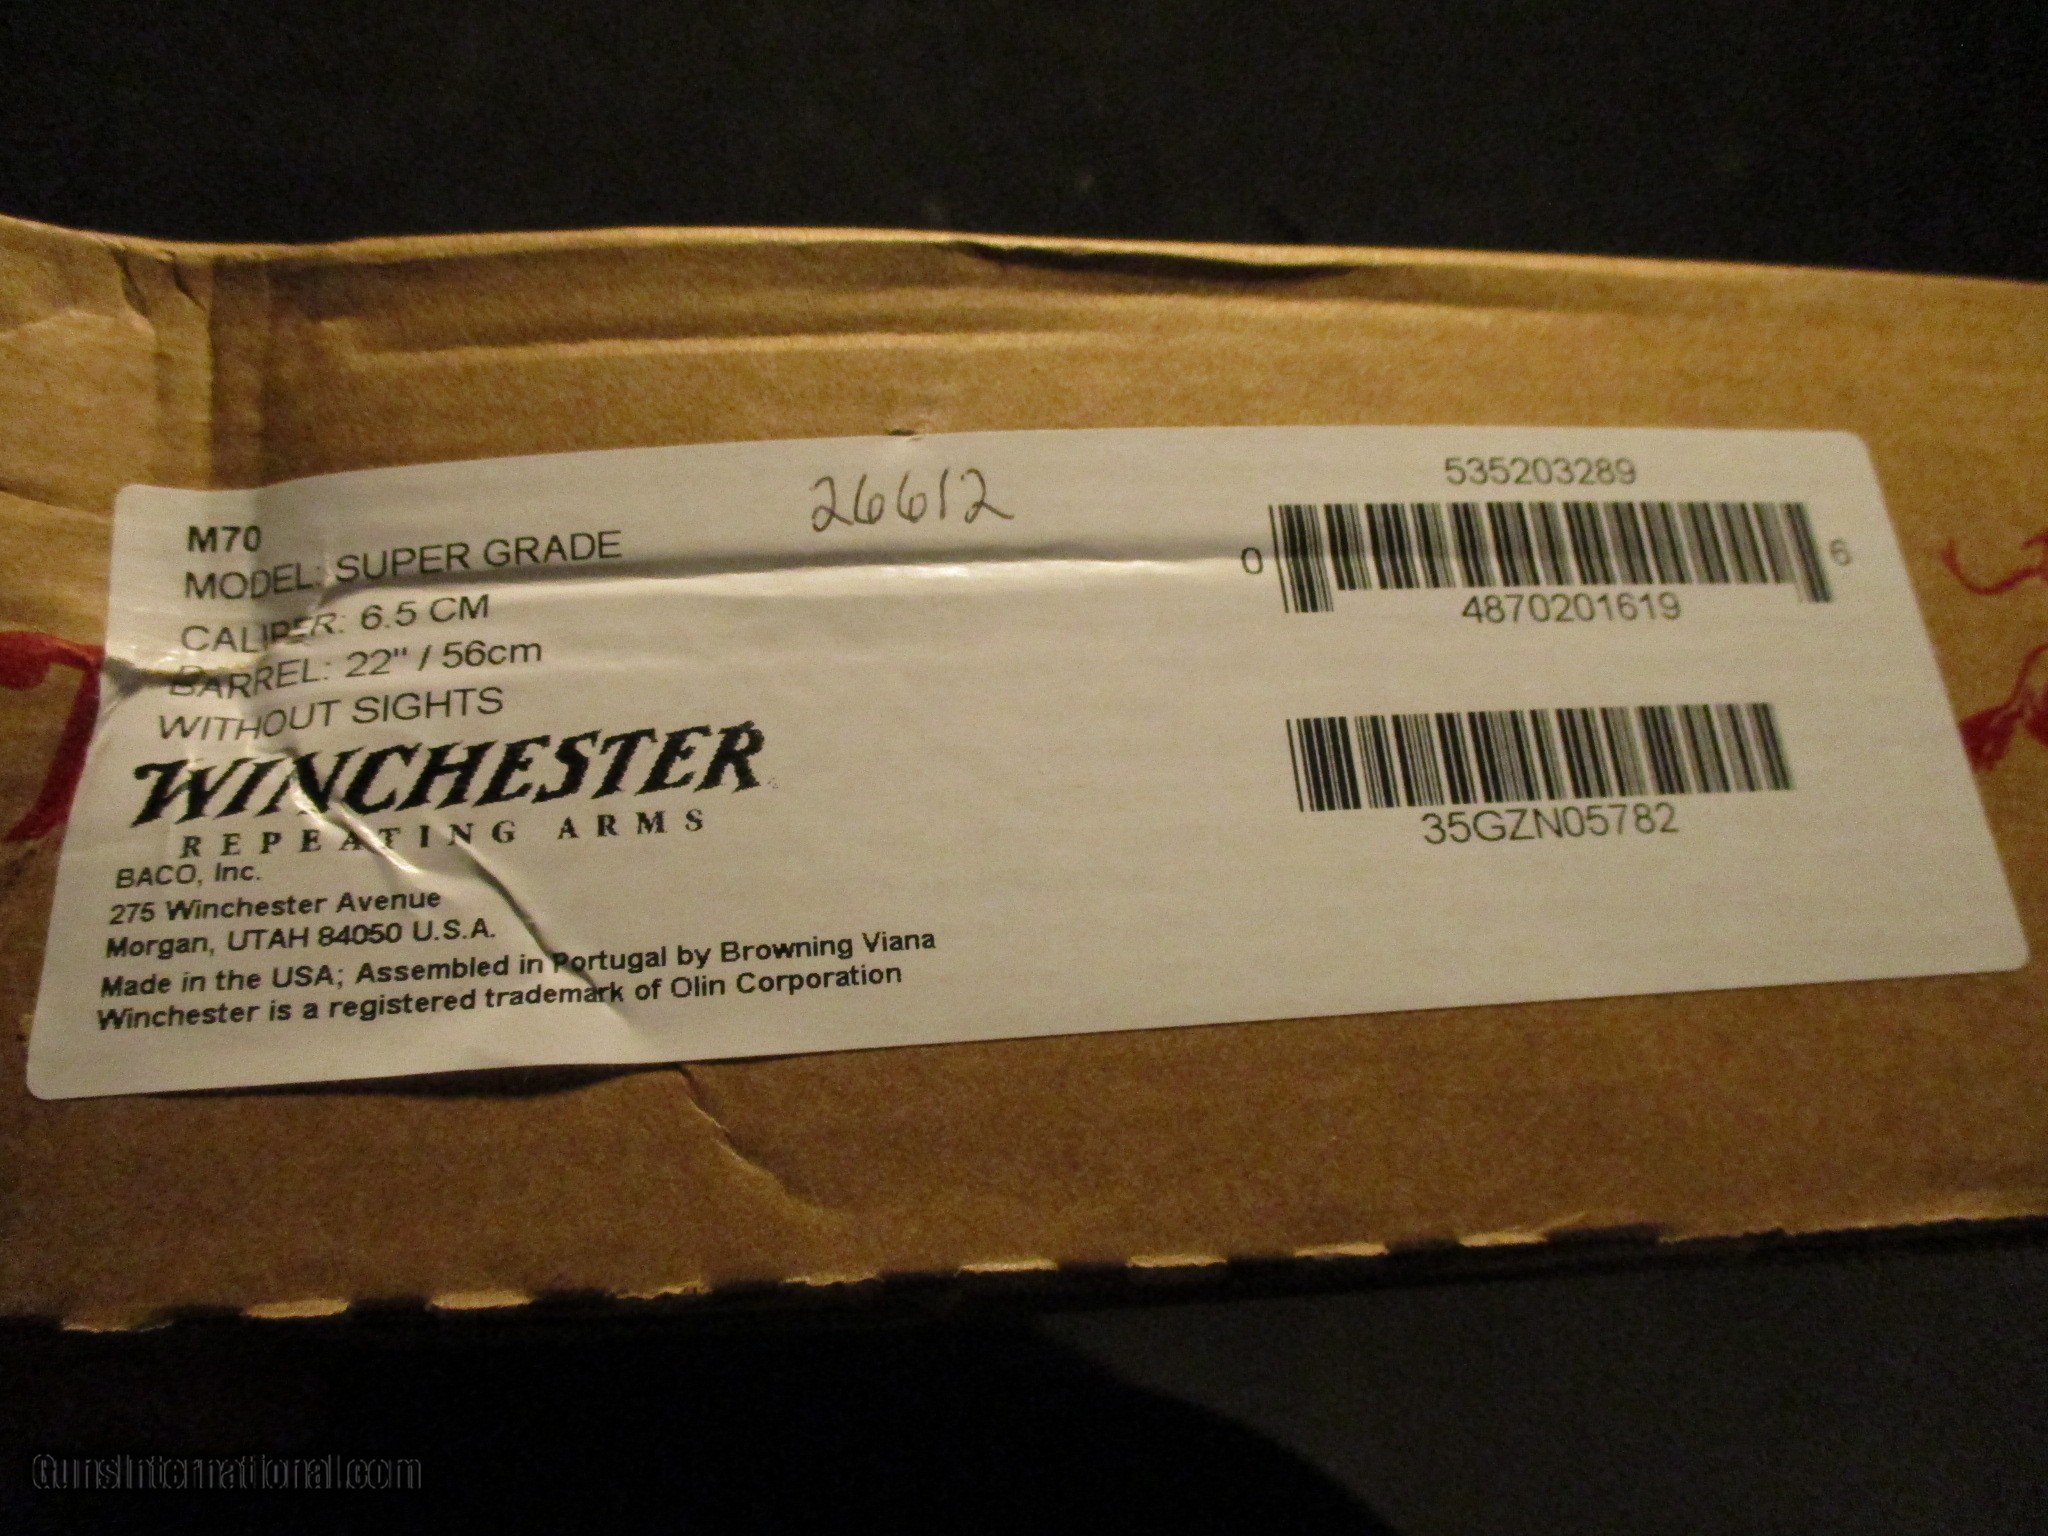 M70
MODEL: SUPER GRADE
CALIPER: 6.5 CM
BARREL: 22" / 56cm
WITHOUT SIGHTS
WINCHESTER
REPEATING ARMS
BACO, Inc.
275 Winchester Avenue
Morgan, UTAH 84050 U.S.A.
Made in the USA; Assembled in Portugal by Browning Viana
Winchester is a registered trademark of Olin Corporation
26612
535203289
0 4870201619 6
35GZN05782
GunsInternational.com